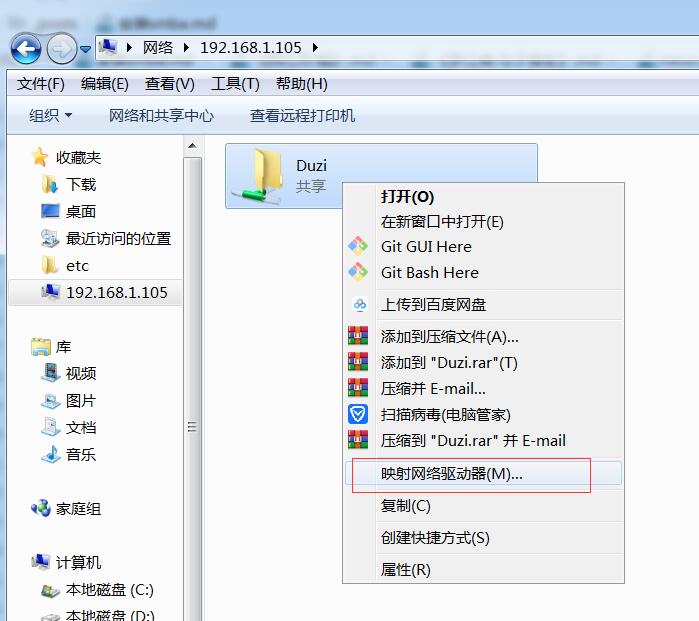 网络 192.168.1.105
文件(F) 编辑(E) 查看(V) 工具(T) 帮助(H)
组织 网络和共享中心 查看远程打印机
收藏夹
下载
桌面
最近访问的位置
etc
192.168.1.105
库
视频
图片
文档
音乐
家庭组
计算机
本地磁盘 (C:)
本地磁盘 (D:)
Duzi
共享
打开(O)
在新窗口中打开(E)
Git GUI Here
Git Bash Here
上传到百度网盘
添加到压缩文件(A)...
添加到 "Duzi.rar"(T)
压缩并 E-mail...
扫描病毒(电脑管家)
压缩到 "Duzi.rar" 并 E-mail
映射网络驱动器(M)...
复制(C)
创建快捷方式(S)
属性(R)